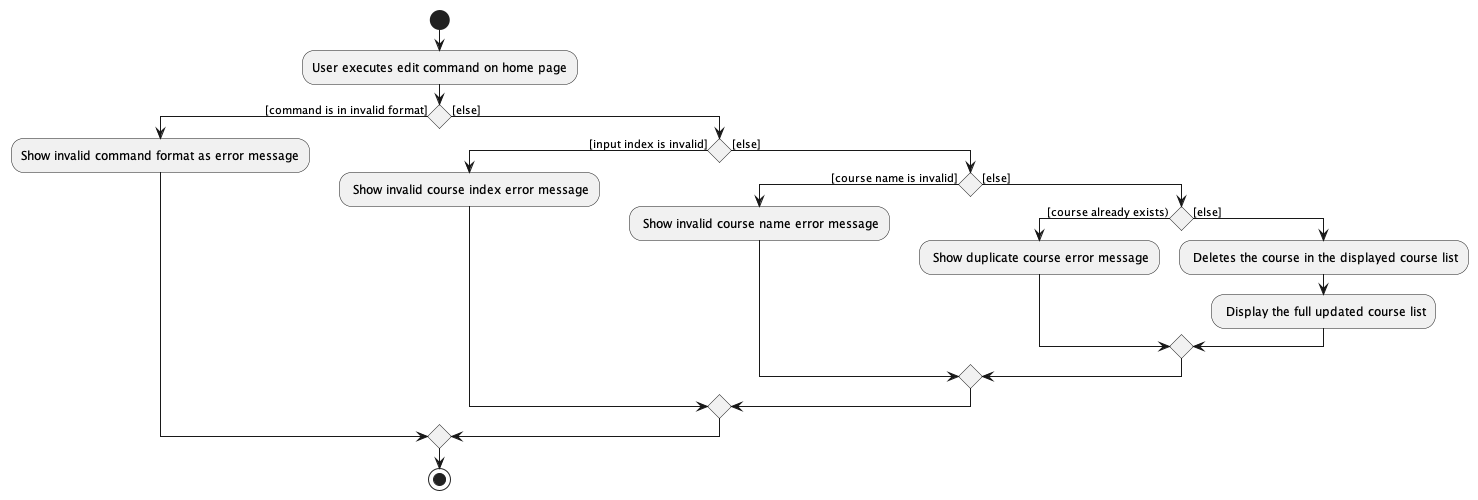 User executes edit command on home page
[command is in invalid format]
[else]
Show invalid command format as error message
[input index is invalid]
[else]
Show invalid course index error message
[course name is invalid]
[else]
Show invalid course name error message
[course already exists)
[else]
Show duplicate course error message
Deletes the course in the displayed course list
Display the full updated course list